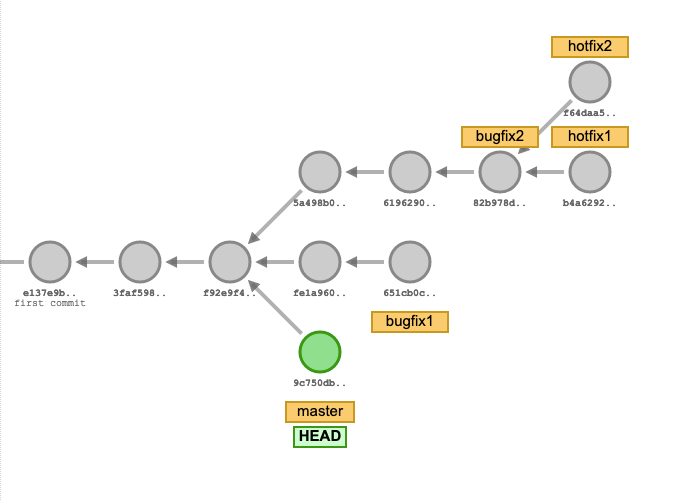 hotfix2
f64daa5..
bugfix2
hotfix1
5a498b0..
6196290..
82b978d..
b4a6292..
e137e9b..
3faf598..
f92e9f4..
fe1a960..
651cb0c..
first commit
bugfix1
9c750db..
master
HEAD